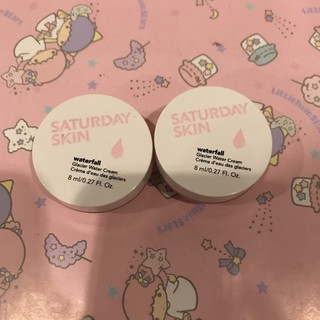 SATURDAY
SKIN
waterfall
Glacier Water Cream
Crème d'eau des glaciers
8 ml/0.27 Fl. Oz.
SATURDAY
SKIN
waterfall
Glacier Water Cream
Crème d'eau des glaciers
8 ml/0.27 Fl. Oz.